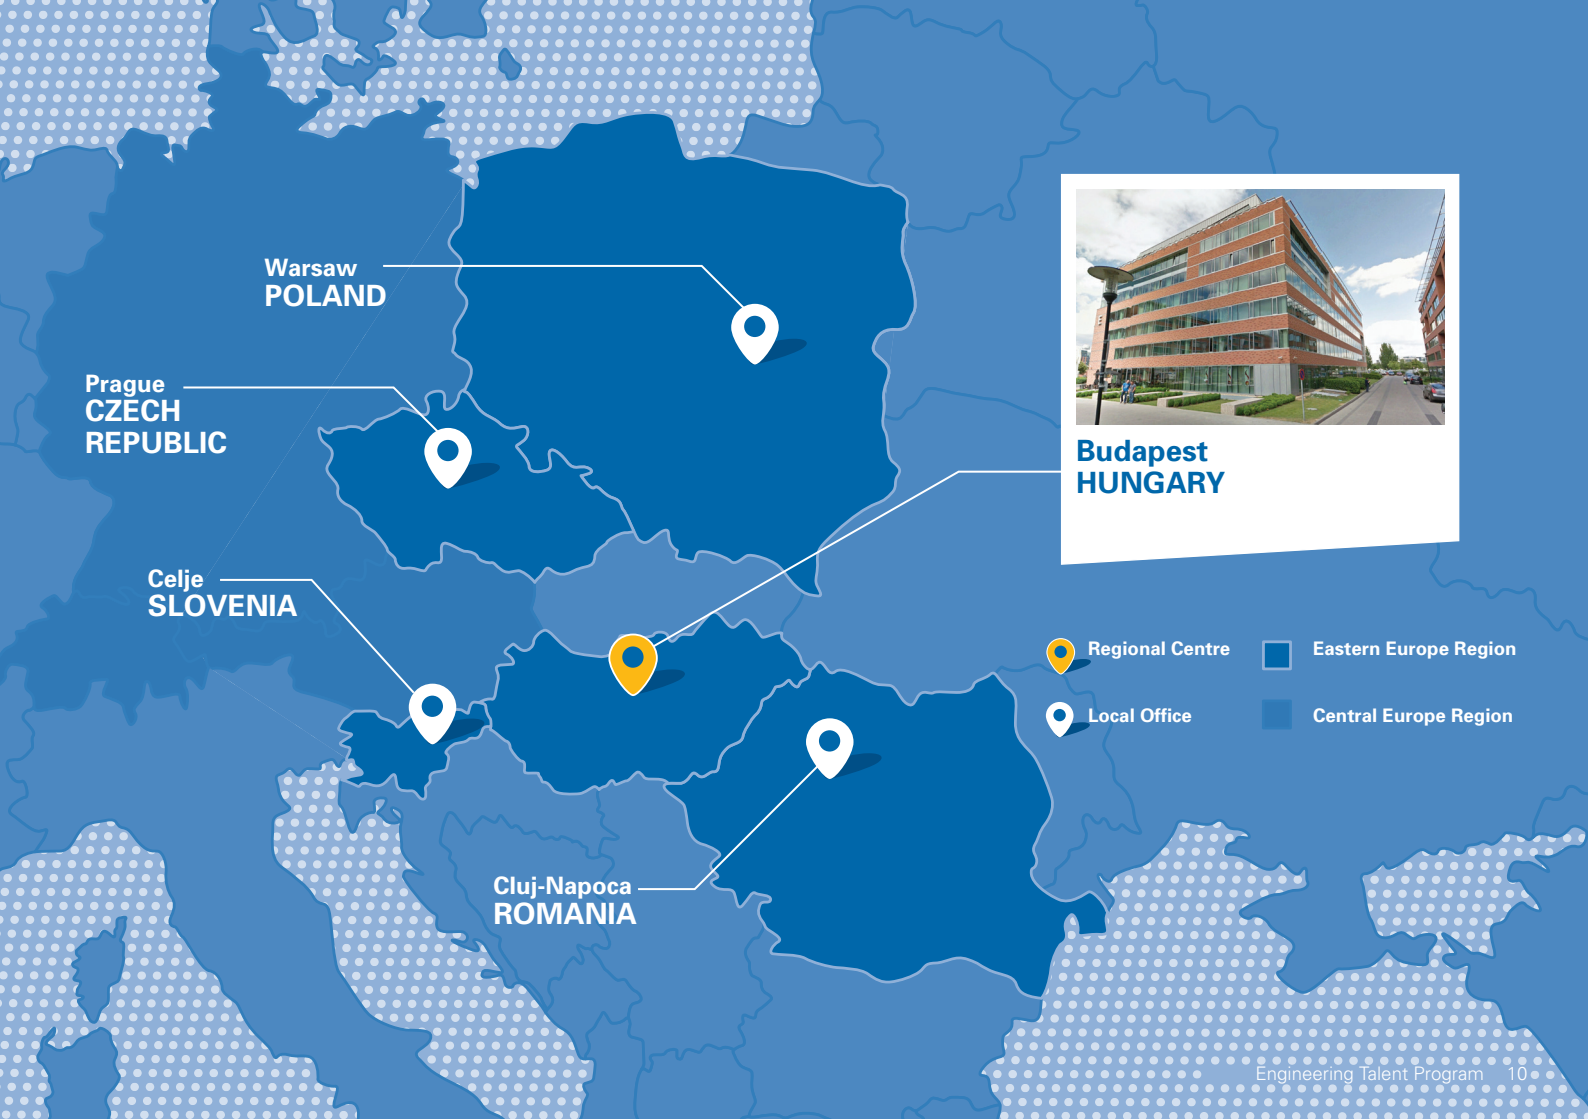 Warsaw
POLAND
Prague
CZECH
REPUBLIC
Budapest
HUNGARY
Celje
SLOVENIA
Regional Centre
Eastern Europe Region
Local Office
Central Europe Region
Cluj-Napoca
ROMANIA
Engineering Talent Program 10